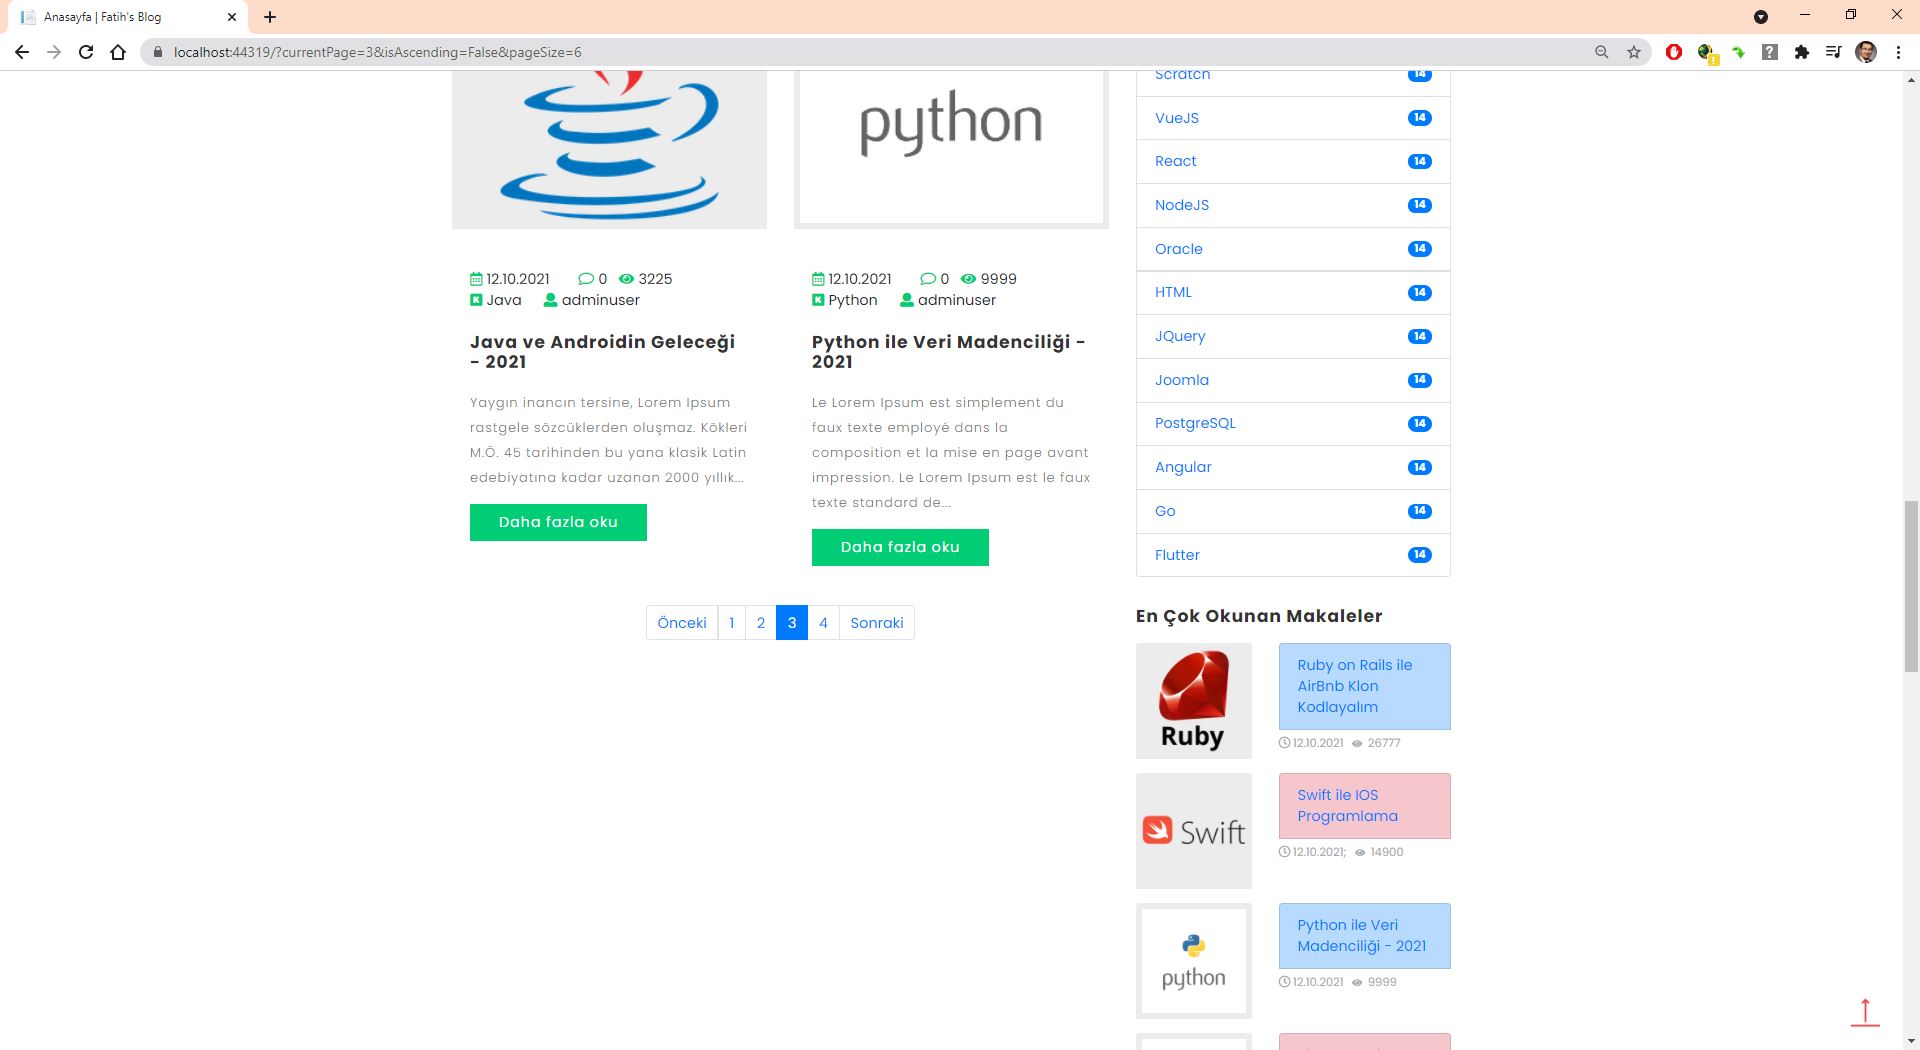 Anasayfa | Fatih's Blog
localhost:44319/?currentPage=3&isAscending=False&pageSize=6
python
12.10.2021 0 3225
Java adminuser
Java ve Androidin Geleceği
- 2021
Yaygın inancın tersine, Lorem Ipsum
rastgele sözcüklerden oluşmaz. Kökleri
M.Ö. 45 tarihinden bu yana klasik Latin
edebiyatına kadar uzanan 2000 yıllık...
Daha fazla oku
12.10.2021 0 9999
Python adminuser
Python ile Veri Madenciliği -
2021
Le Lorem Ipsum est simplement du
faux texte employé dans la
composition et la mise en page avant
impression. Le Lorem Ipsum est le faux
texte standard de...
Daha fazla oku
Önceki 1 2 3 4 Sonraki
Scratch 14
VueJS 14
React 14
NodeJS 14
Oracle 14
HTML 14
JQuery 14
Joomla 14
PostgreSQL 14
Angular 14
Go 14
Flutter 14
En Çok Okunan Makaleler
Ruby
Ruby on Rails ile
AirBnb Klon
Kodlayalım
12.10.2021 26777
Swift
Swift ile IOS
Programlama
12.10.2021; 14900
python
Python ile Veri
Madenciliği - 2021
12.10.2021 9999